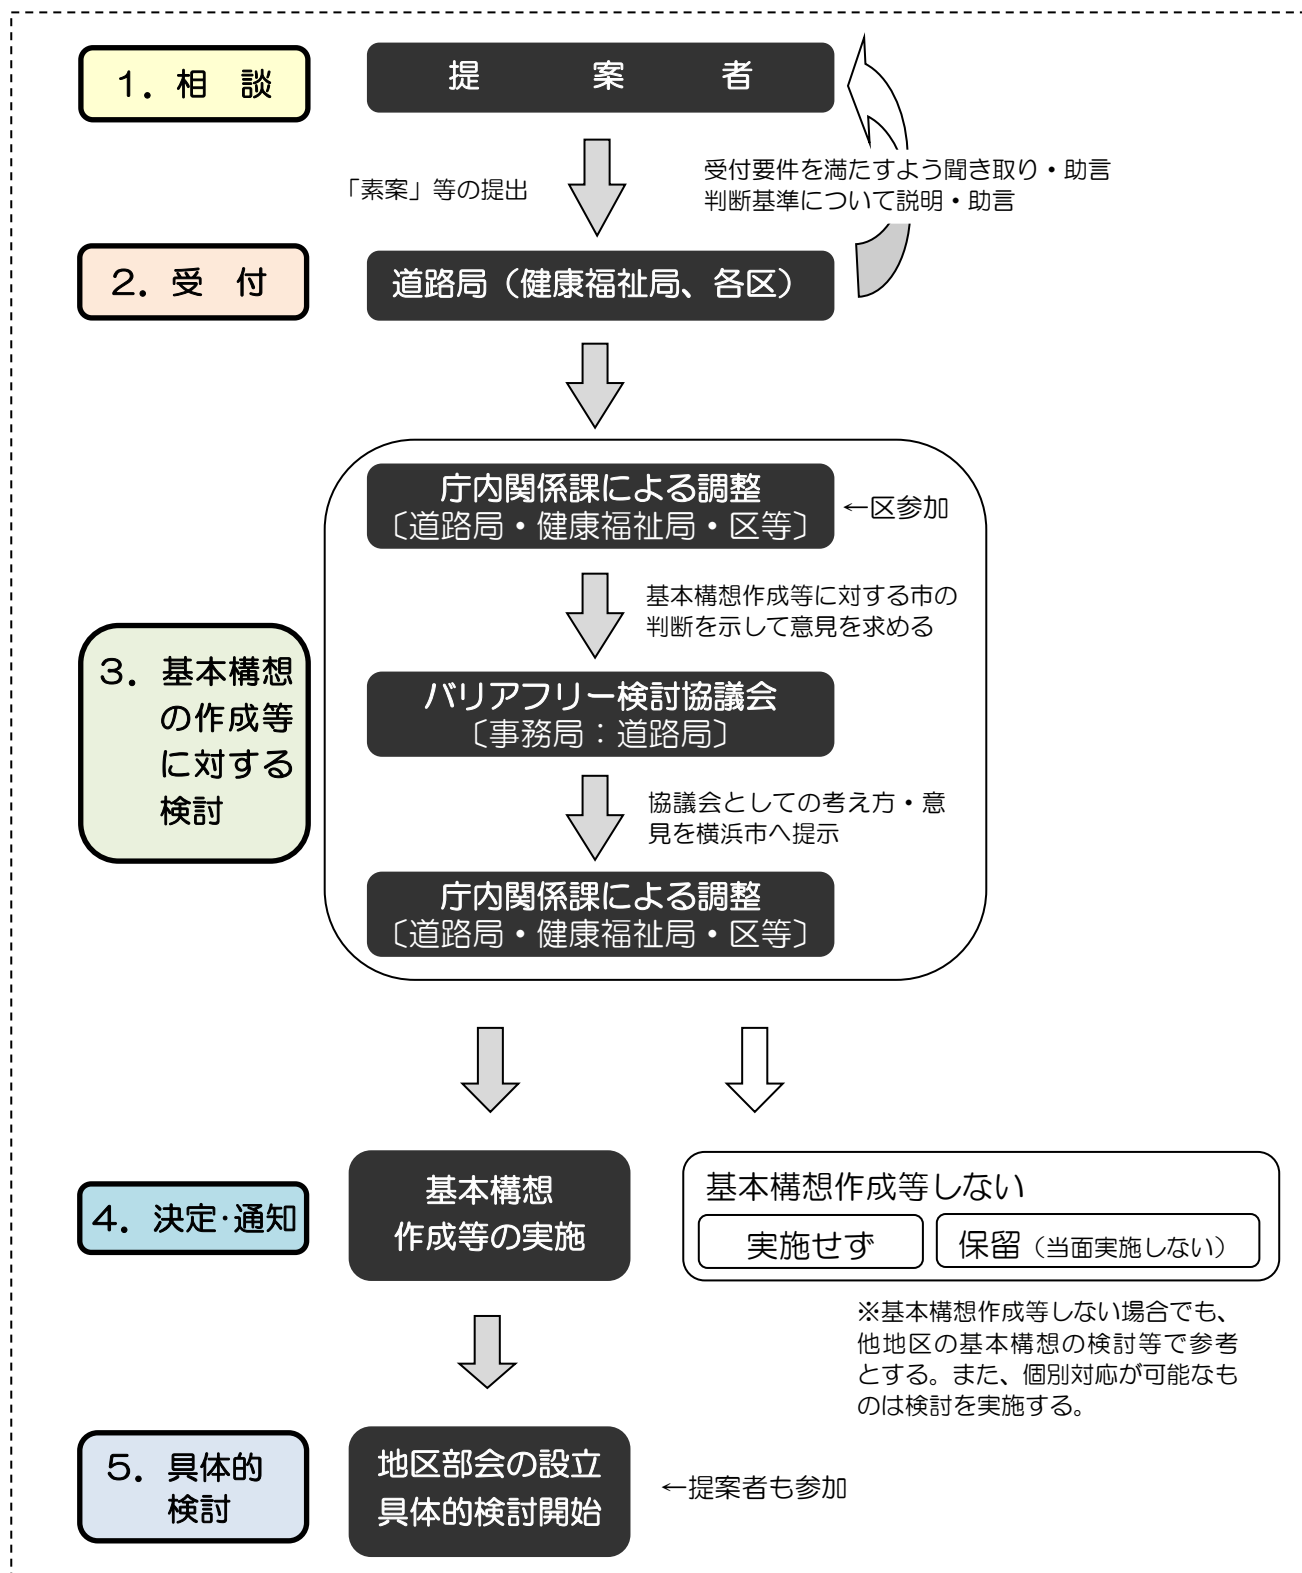 １．相　談
提　案　者
「素案」等の提出
受付要件を満たすよう聞き取り・助言
判断基準について説明・助言
２．受　付
道路局（健康福祉局、各区）
庁内関係課による調整
〔道路局・健康福祉局・区等〕
←区参加
基本構想作成等に対する市の
判断を示して意見を求める
３．基本構想
の作成等
に対する
検討
バリアフリー検討協議会
〔事務局：道路局〕
協議会としての考え方・意
見を横浜市へ提示
庁内関係課による調整
〔道路局・健康福祉局・区等〕
４．決定･通知
基本構想
作成等の実施
基本構想作成等しない
実施せず
保留（当面実施しない）
※基本構想作成等しない場合でも、
他地区の基本構想の検討等で参考
とする。また、個別対応が可能なも
のは検討を実施する。
５．具体的
検討
地区部会の設立
具体的検討開始
←提案者も参加